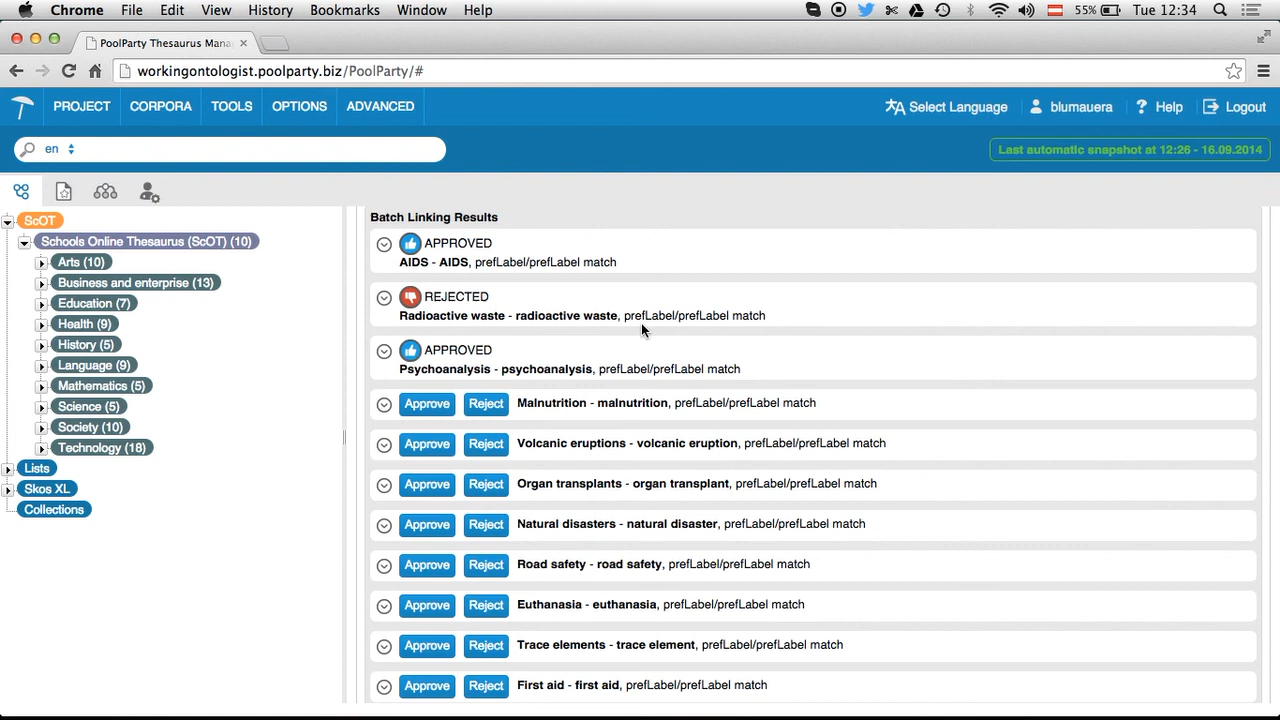 Chrome File Edit View History Bookmarks Window Help 55% Tue 12:34
PoolParty Thesaurus Mana
workingontologist.poolparty.biz/PoolParty/#
PROJECT CORPORA TOOLS OPTIONS ADVANCED Select Language blumauera Help Logout
en Last automatic snapshot at 12:26 - 16.09.2014
ScOT
Schools Online Thesaurus (ScOT) (10)
Arts (10)
Business and enterprise (13)
Education (7)
Health (9)
History (5)
Language (9)
Mathematics (5)
Science (5)
Society (10)
Technology (18)
Lists
Skos XL
Collections
Batch Linking Results
APPROVED
AIDS - AIDS, prefLabel/prefLabel match
REJECTED
Radioactive waste - radioactive waste, prefLabel/prefLabel match
APPROVED
Psychoanalysis - psychoanalysis, prefLabel/prefLabel match
Approve Reject Malnutrition - malnutrition, prefLabel/prefLabel match
Approve Reject Volcanic eruptions - volcanic eruption, prefLabel/prefLabel match
Approve Reject Organ transplants - organ transplant, prefLabel/prefLabel match
Approve Reject Natural disasters - natural disaster, prefLabel/prefLabel match
Approve Reject Road safety - road safety, prefLabel/prefLabel match
Approve Reject Euthanasia - euthanasia, prefLabel/prefLabel match
Approve Reject Trace elements - trace element, prefLabel/prefLabel match
Approve Reject First aid - first aid, prefLabel/prefLabel match